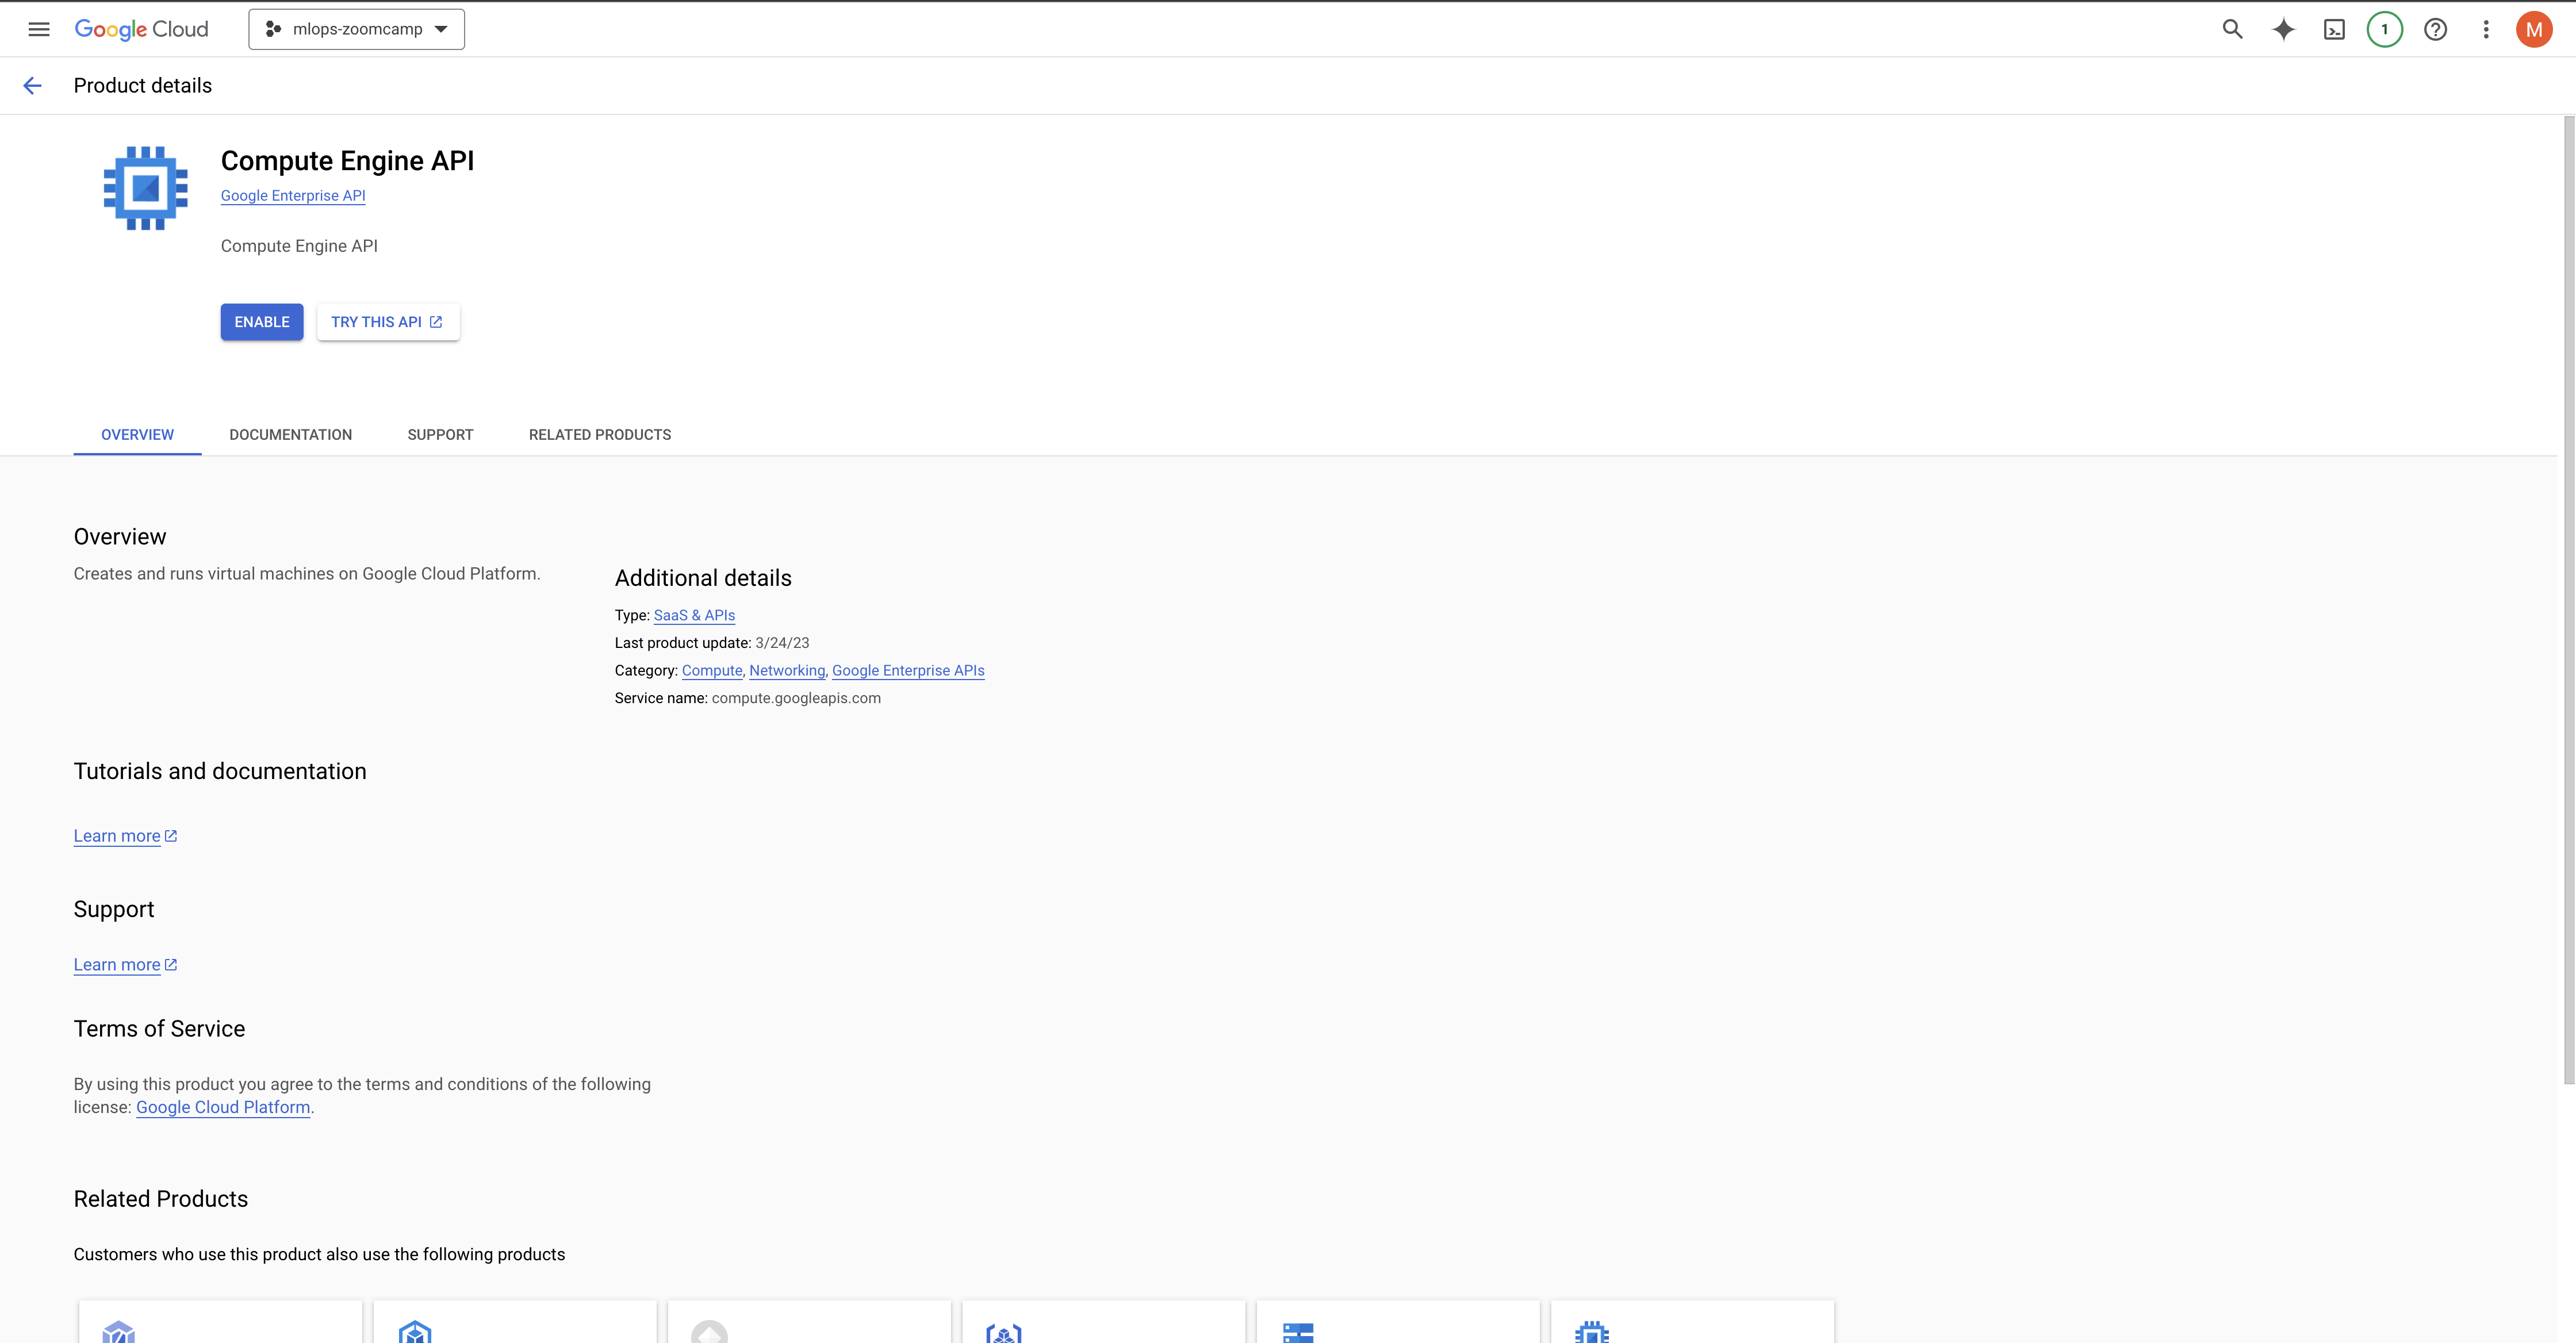 Google Cloud
mlops-zoomcamp
1
M
Product details
Compute Engine API
Google Enterprise API
Compute Engine API
ENABLE
TRY THIS API
OVERVIEW
DOCUMENTATION
SUPPORT
RELATED PRODUCTS
Overview
Creates and runs virtual machines on Google Cloud Platform.
Additional details
Type: SaaS & APIs
Last product update: 3/24/23
Category: Compute, Networking, Google Enterprise APIs
Service name: compute.googleapis.com
Tutorials and documentation
Learn more
Support
Learn more
Terms of Service
By using this product you agree to the terms and conditions of the following
license: Google Cloud Platform.
Related Products
Customers who use this product also use the following products